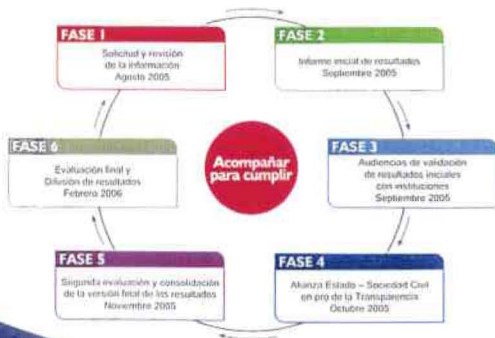 FASE 1
Solicitud y revisión
de la información
Agosto 2005
FASE 2
Informe inicial de resultados
Septiembre 2005
FASE 3
Audiencias de validación
de resultados iniciales
con instituciones
Septiembre 2005
FASE 4
Alianza Estado – Sociedad Civil
en pro de la Transparencia
Octubre 2005
FASE 5
Segunda evaluación y consolidación
de la versión final de los resultados
Noviembre 2005
FASE 6
Evaluación final y
Difusión de resultados
Febrero 2006
Acompañar
para cumplir